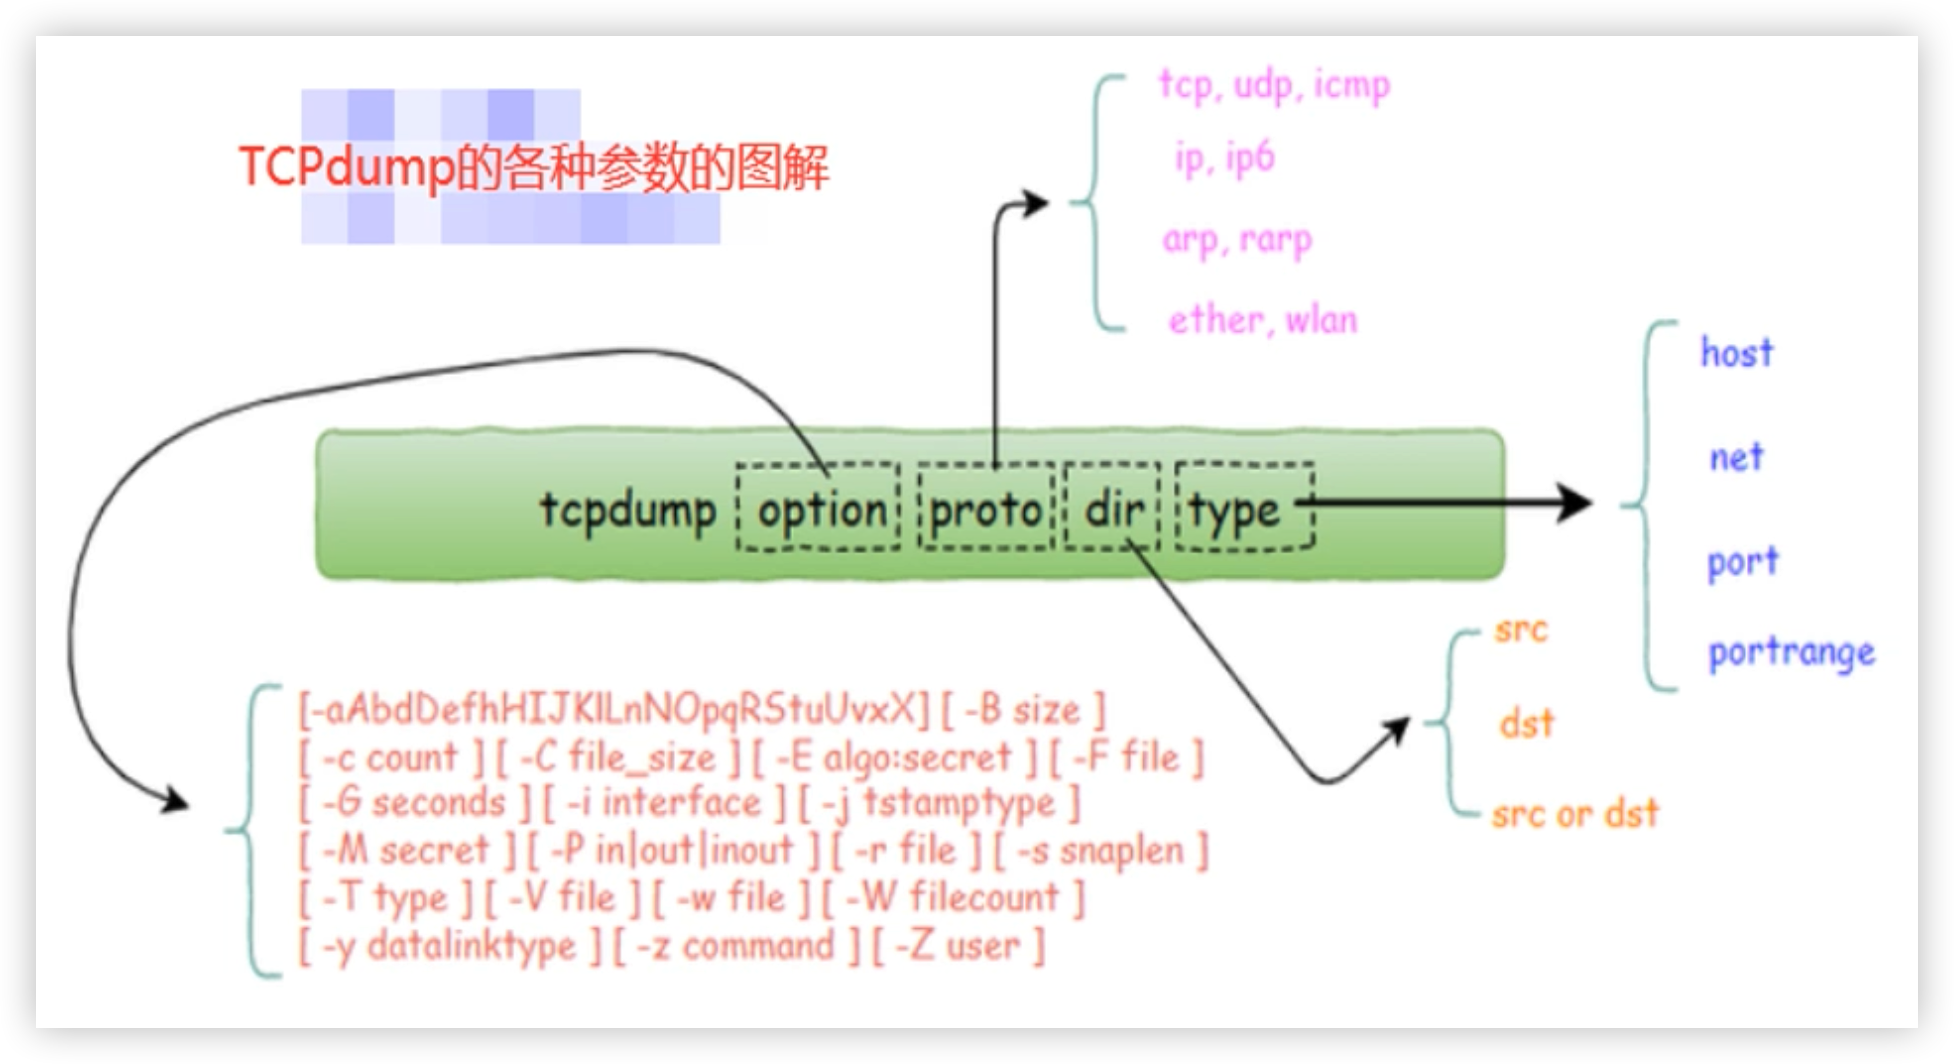 TCPdump的各种参数的图解
tcp, udp, icmp
ip, ip6
arp, rarp
ether, wlan
tcpdump option proto dir type
host
net
port
portrange
src
dst
src or dst
[-aAbdDefhHIJKlLnNOpqRStuUvxX] [ -B size ]
[ -c count ] [ -C file_size ] [ -E algo:secret ] [ -F file ]
[ -G seconds ] [ -i interface ] [ -j tstamptype ]
[ -M secret ] [ -P in|out|inout ] [ -r file ] [ -s snaplen ]
[ -T type ] [ -V file ] [ -w file ] [ -W filecount ]
[ -y datalinktype ] [ -z command ] [ -Z user ]